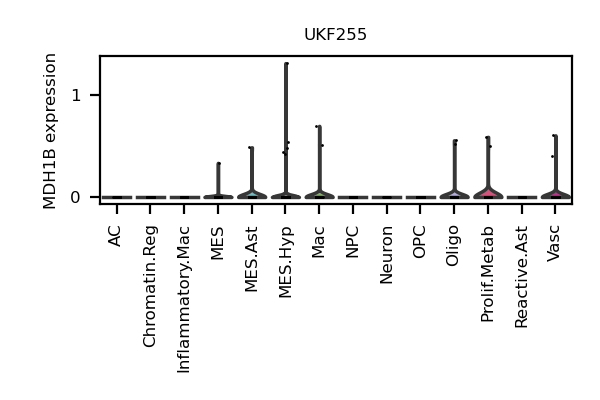 UKF255
MDH1B expression
1
0
AC
Chromatin.Reg
Inflammatory.Mac
MES
MES.Ast
MES.Hyp
Mac
NPC
Neuron
OPC
Oligo
Prolif.Metab
Reactive.Ast
Vasc